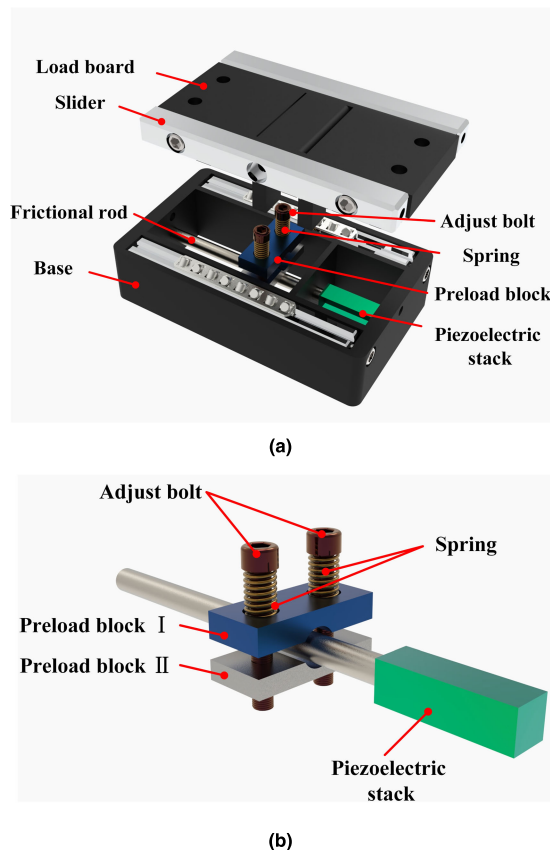 Load board
Slider
Frictional rod
Base
Adjust bolt
Spring
Preload block
Piezoelectric
stack
(a)
Adjust bolt
Spring
Preload block Ⅰ
Preload block Ⅱ
Piezoelectric
stack
(b)